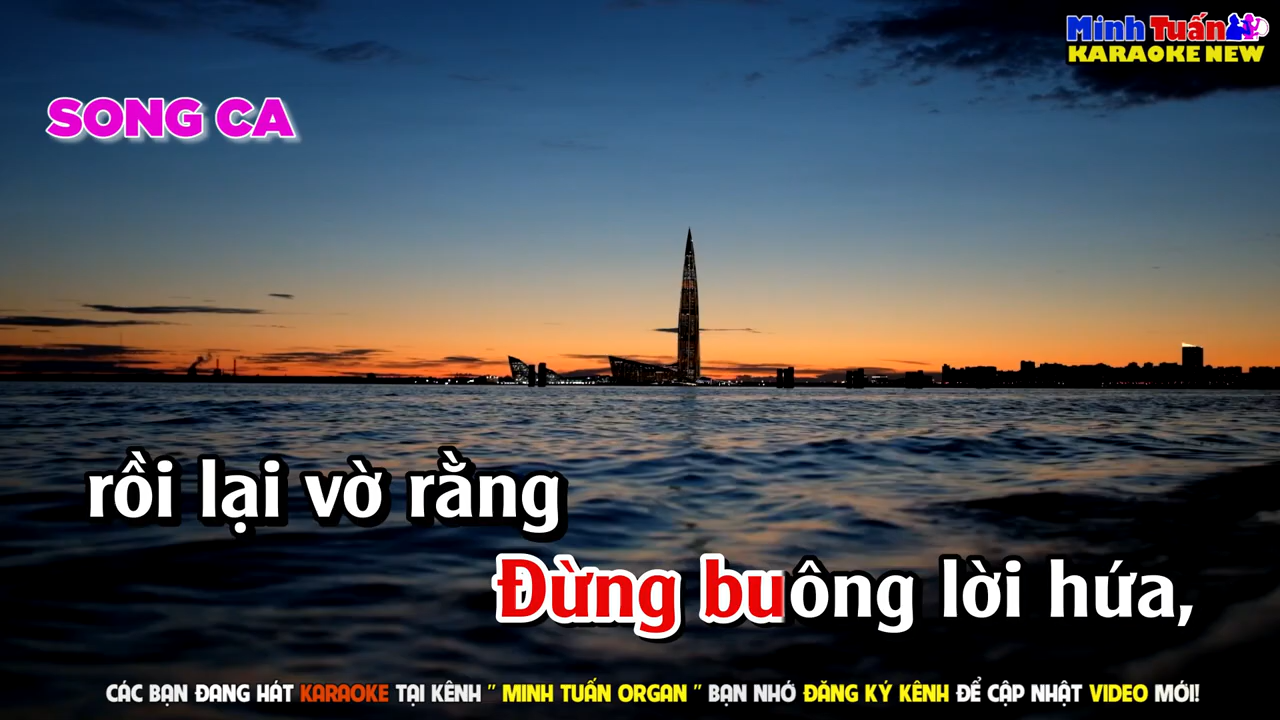 Minh Tuấn
KARAOKE NEW
SONG CA
rồi lại vờ rằng
Đừng buông lời hứa,
CÁC BẠN ĐANG HÁT KARAOKE TẠI KÊNH " MINH TUẤN ORGAN " BẠN NHỚ ĐĂNG KÝ KÊNH ĐỂ CẬP NHẬT VIDEO MỚI!